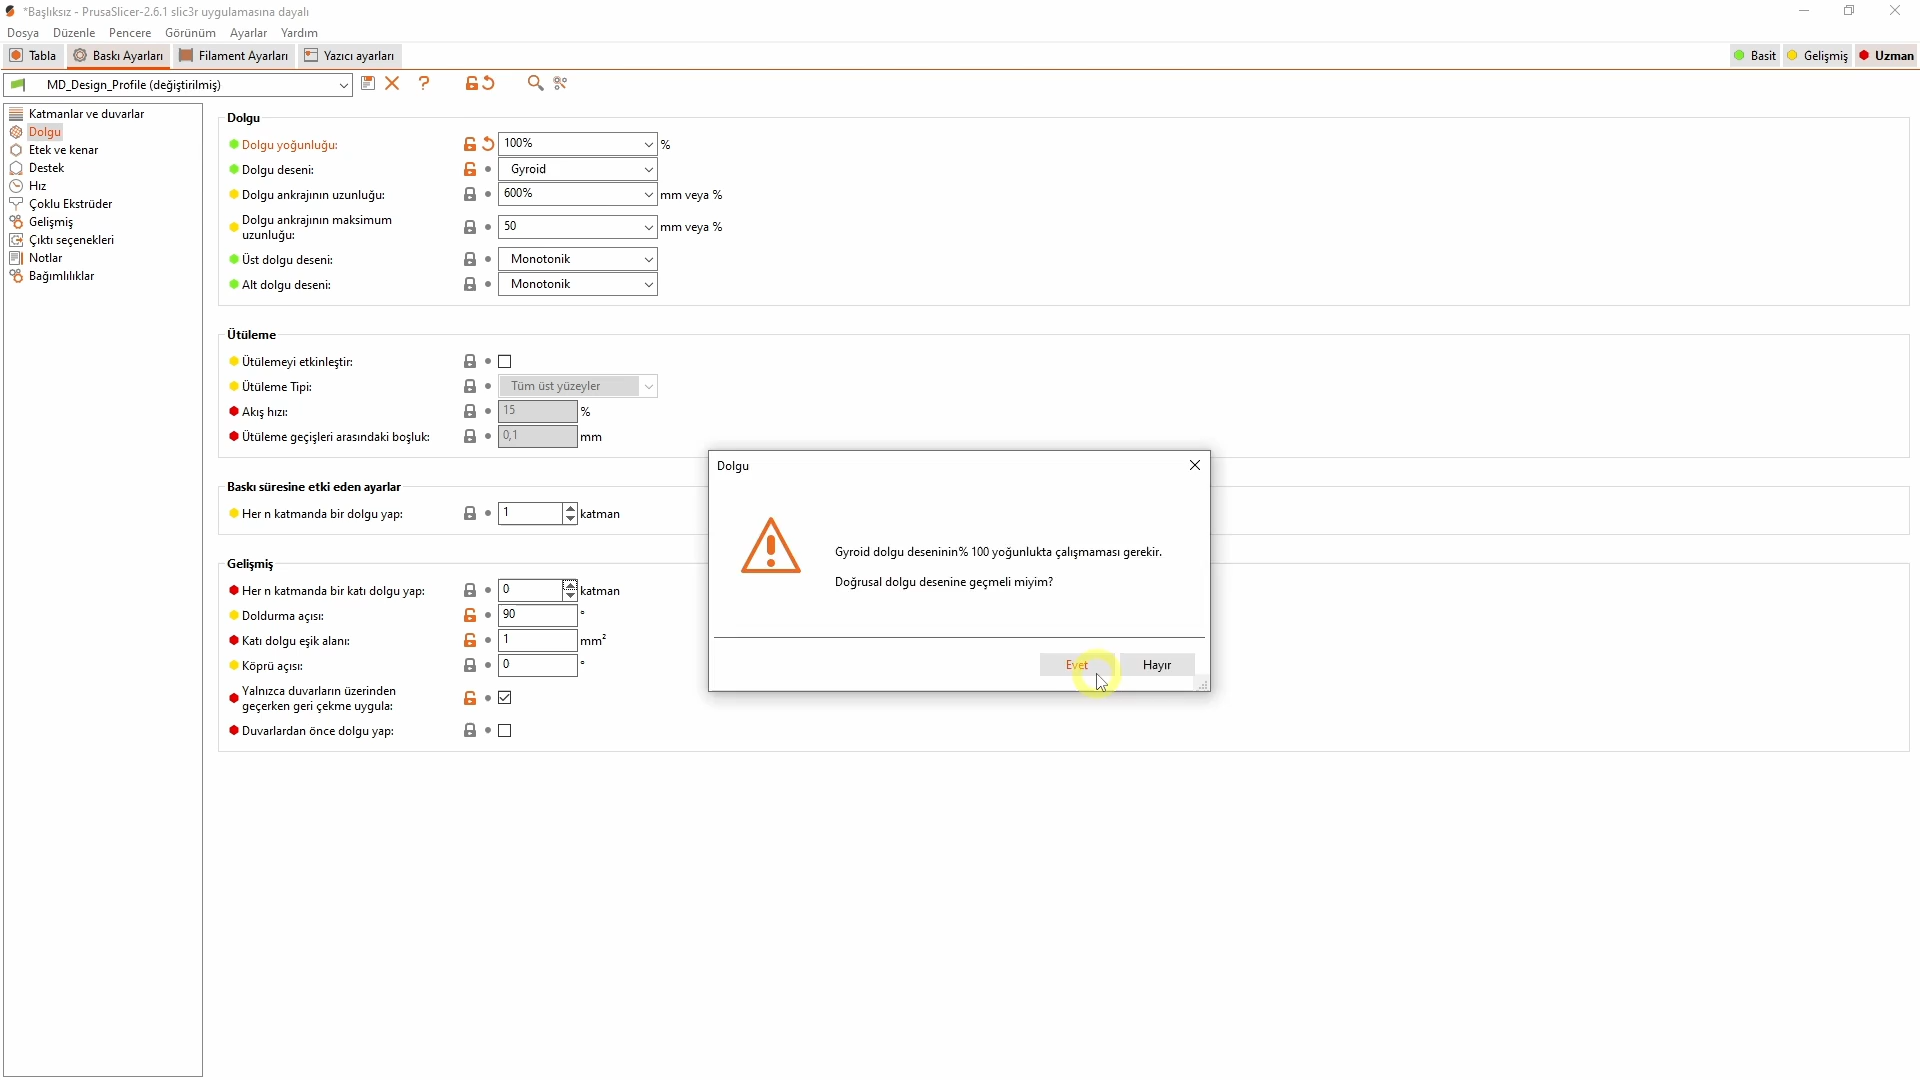 *Başlıksız - PrusaSlicer-2.6.1 slic3r uygulamasına dayalı
Dosya Düzenle Pencere Görünüm Ayarlar Yardım
Tabla Baskı Ayarları Filament Ayarları Yazıcı ayarları Basit Gelişmiş Uzman
MD_Design_Profile (değiştirilmiş) ?
Katmanlar ve duvarlar
Dolgu
Etek ve kenar
Destek
Hız
Çoklu Ekstrüder
Gelişmiş
Çıktı seçenekleri
Notlar
Bağımlılıklar
Dolgu
Dolgu yoğunluğu: 100% %
Dolgu deseni: Gyroid
Dolgu ankrajının uzunluğu: 600% mm veya %
Dolgu ankrajının maksimum
uzunluğu: 50 mm veya %
Üst dolgu deseni: Monotonik
Alt dolgu deseni: Monotonik
Ütüleme
Ütülemeyi etkinleştir:
Ütüleme Tipi: Tüm üst yüzeyler
Akış hızı: 15 %
Ütüleme geçişleri arasındaki boşluk: 0,1 mm
Baskı süresine etki eden ayarlar
Her n katmanda bir dolgu yap: 1 katman
Gelişmiş
Her n katmanda bir katı dolgu yap: 0 katman
Doldurma açısı: 90 °
Katı dolgu eşik alanı: 1 mm²
Köprü açısı: 0 °
Yalnızca duvarların üzerinden
geçerken geri çekme uygula:
Duvarlardan önce dolgu yap:
Dolgu
Gyroid dolgu deseninin% 100 yoğunlukta çalışmaması gerekir.
Doğrusal dolgu desenine geçmeli miyim?
Evet Hayır